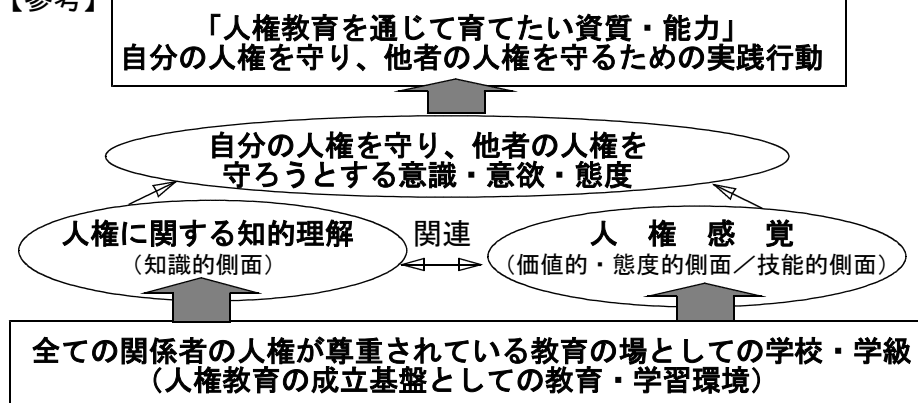 【参考】
「人権教育を通じて育てたい資質・能力」
自分の人権を守り、他者の人権を守るための実践行動
自分の人権を守り、他者の人権を
守ろうとする意識・意欲・態度
人権に関する知的理解
（知識的側面）
関連
人権感覚
（価値的・態度的側面／技能的側面）
全ての関係者の人権が尊重されている教育の場としての学校・学級
（人権教育の成立基盤としての教育・学習環境）